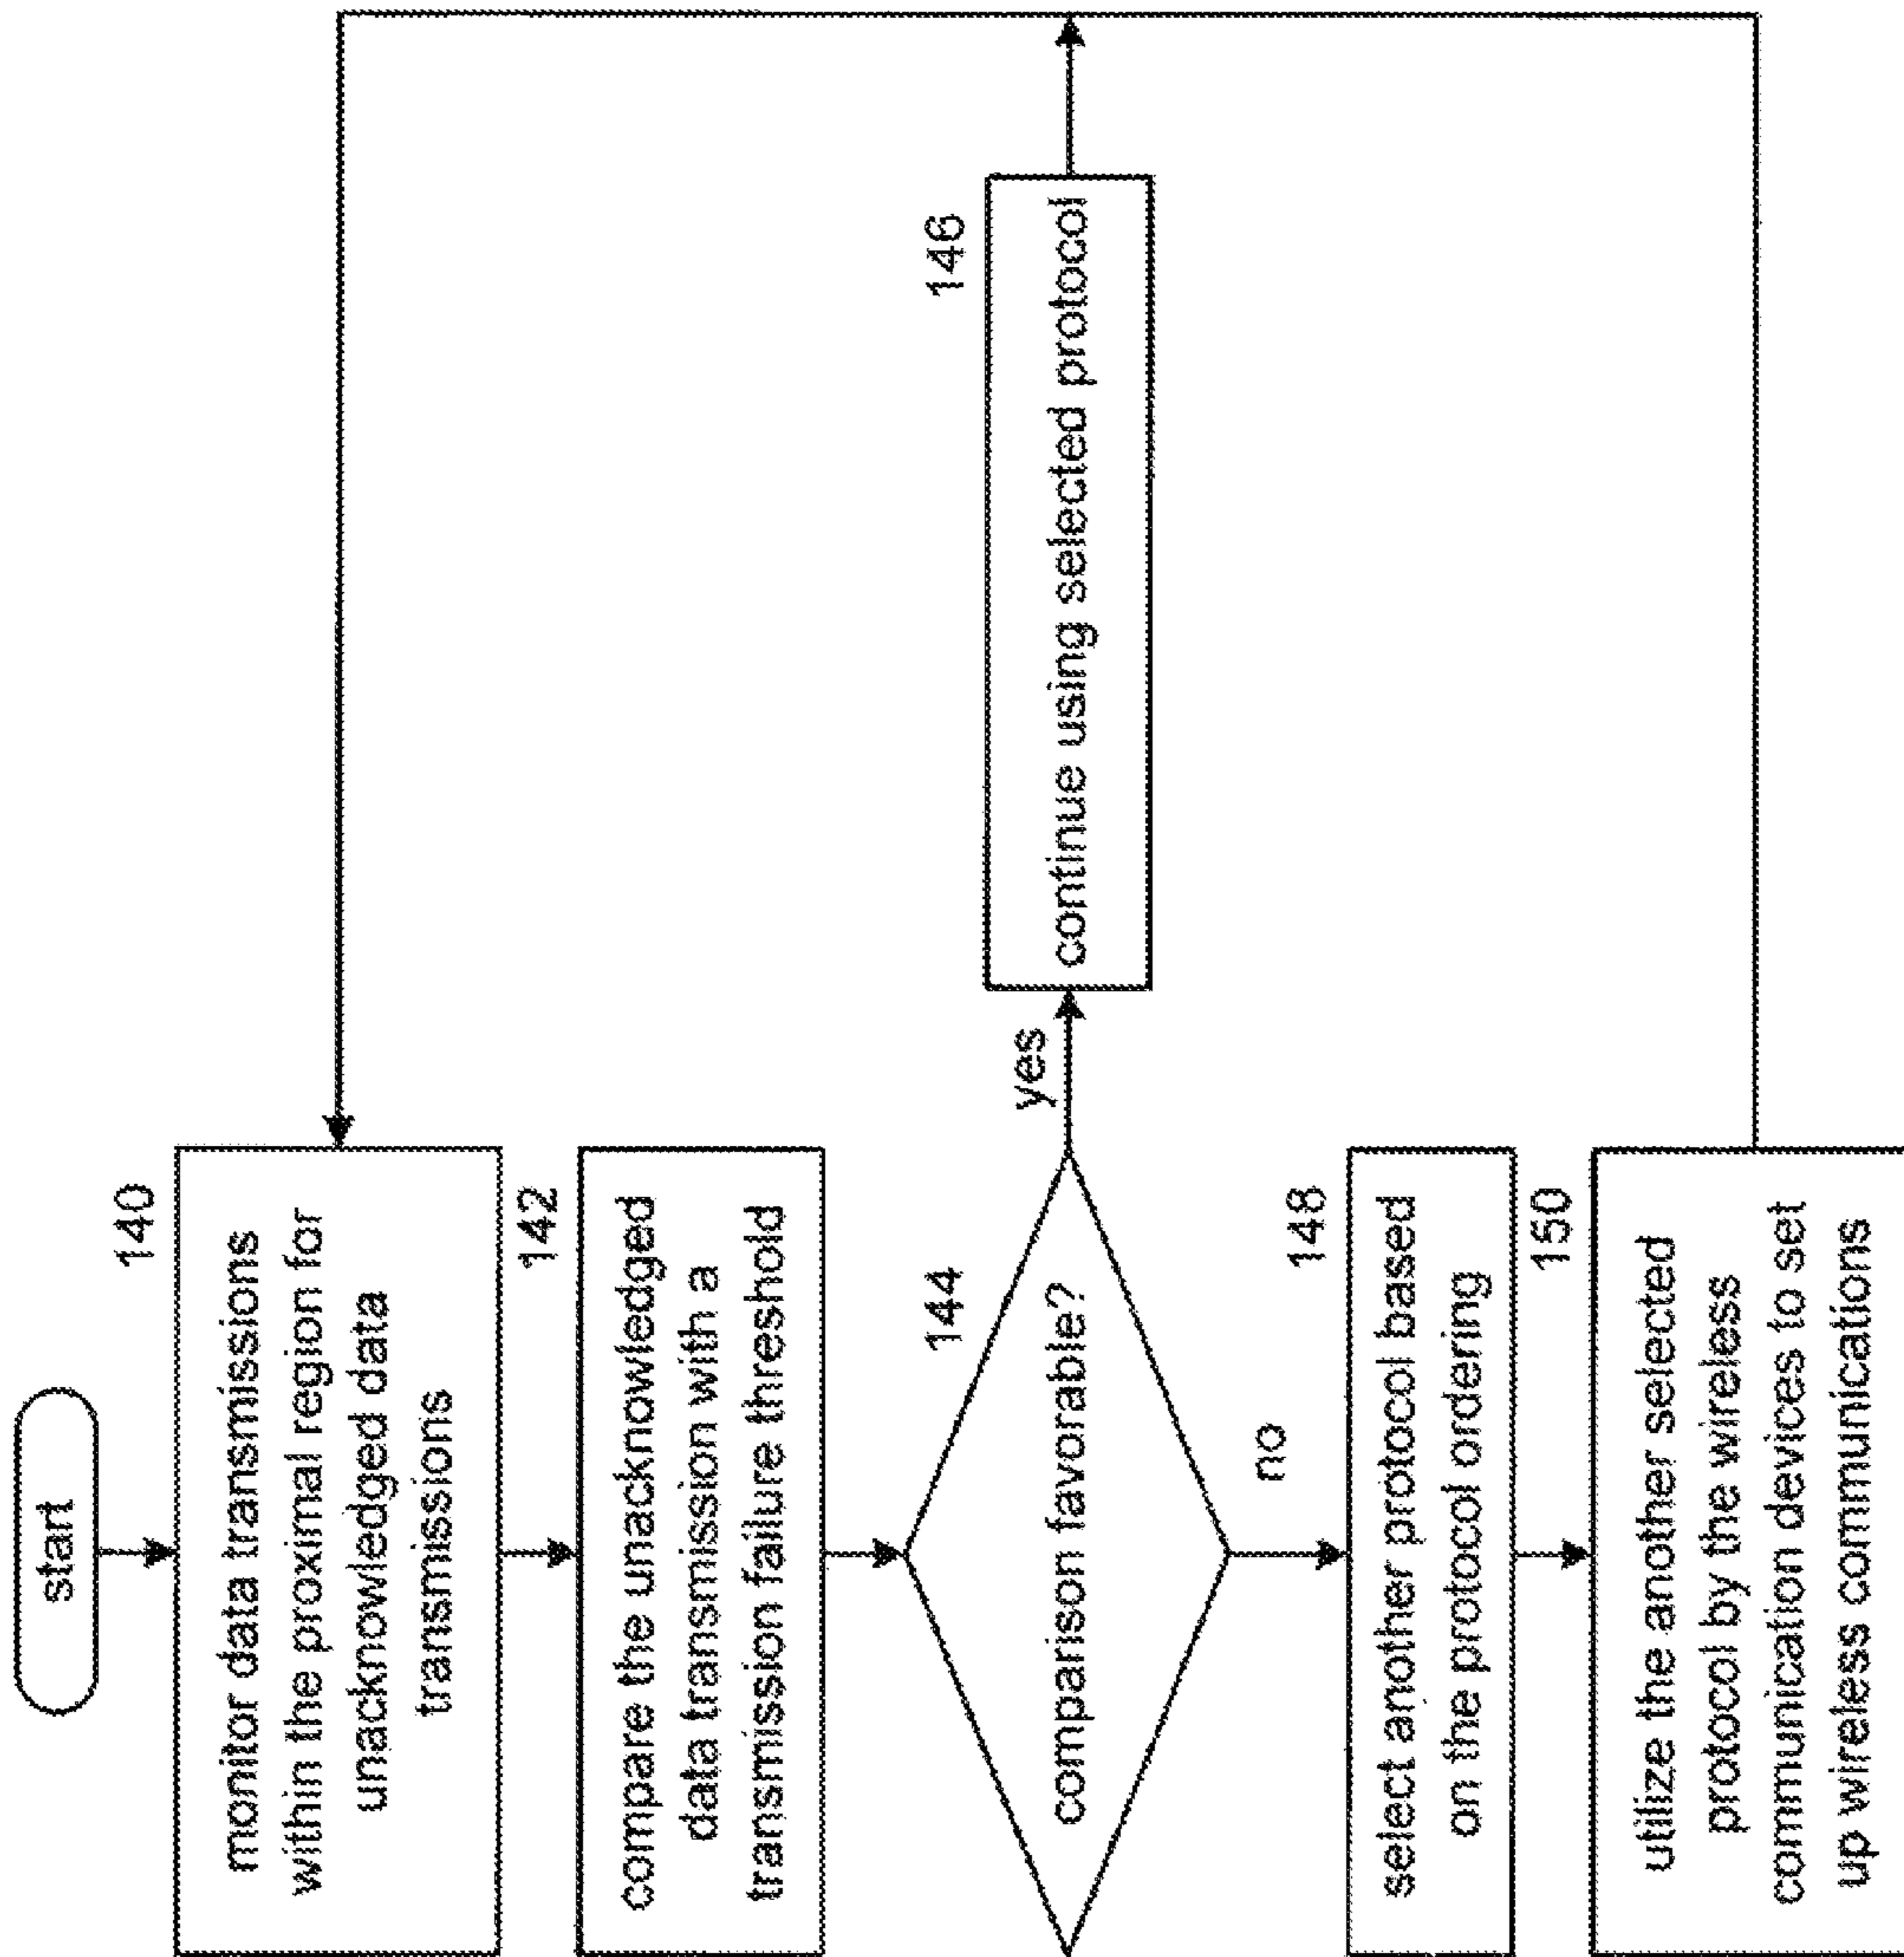 start
140
monitor data transmissions
within the proximal region for
unacknowledged data
transmissions
142
compare the unacknowledged
data transmission with a
transmission failure threshold
144
comparison favorable?
yes
146
continue using selected protocol
no
148
select another protocol based
on the protocol ordering
150
utilize the another selected
protocol by the wireless
communication devices to set
up wireless communications